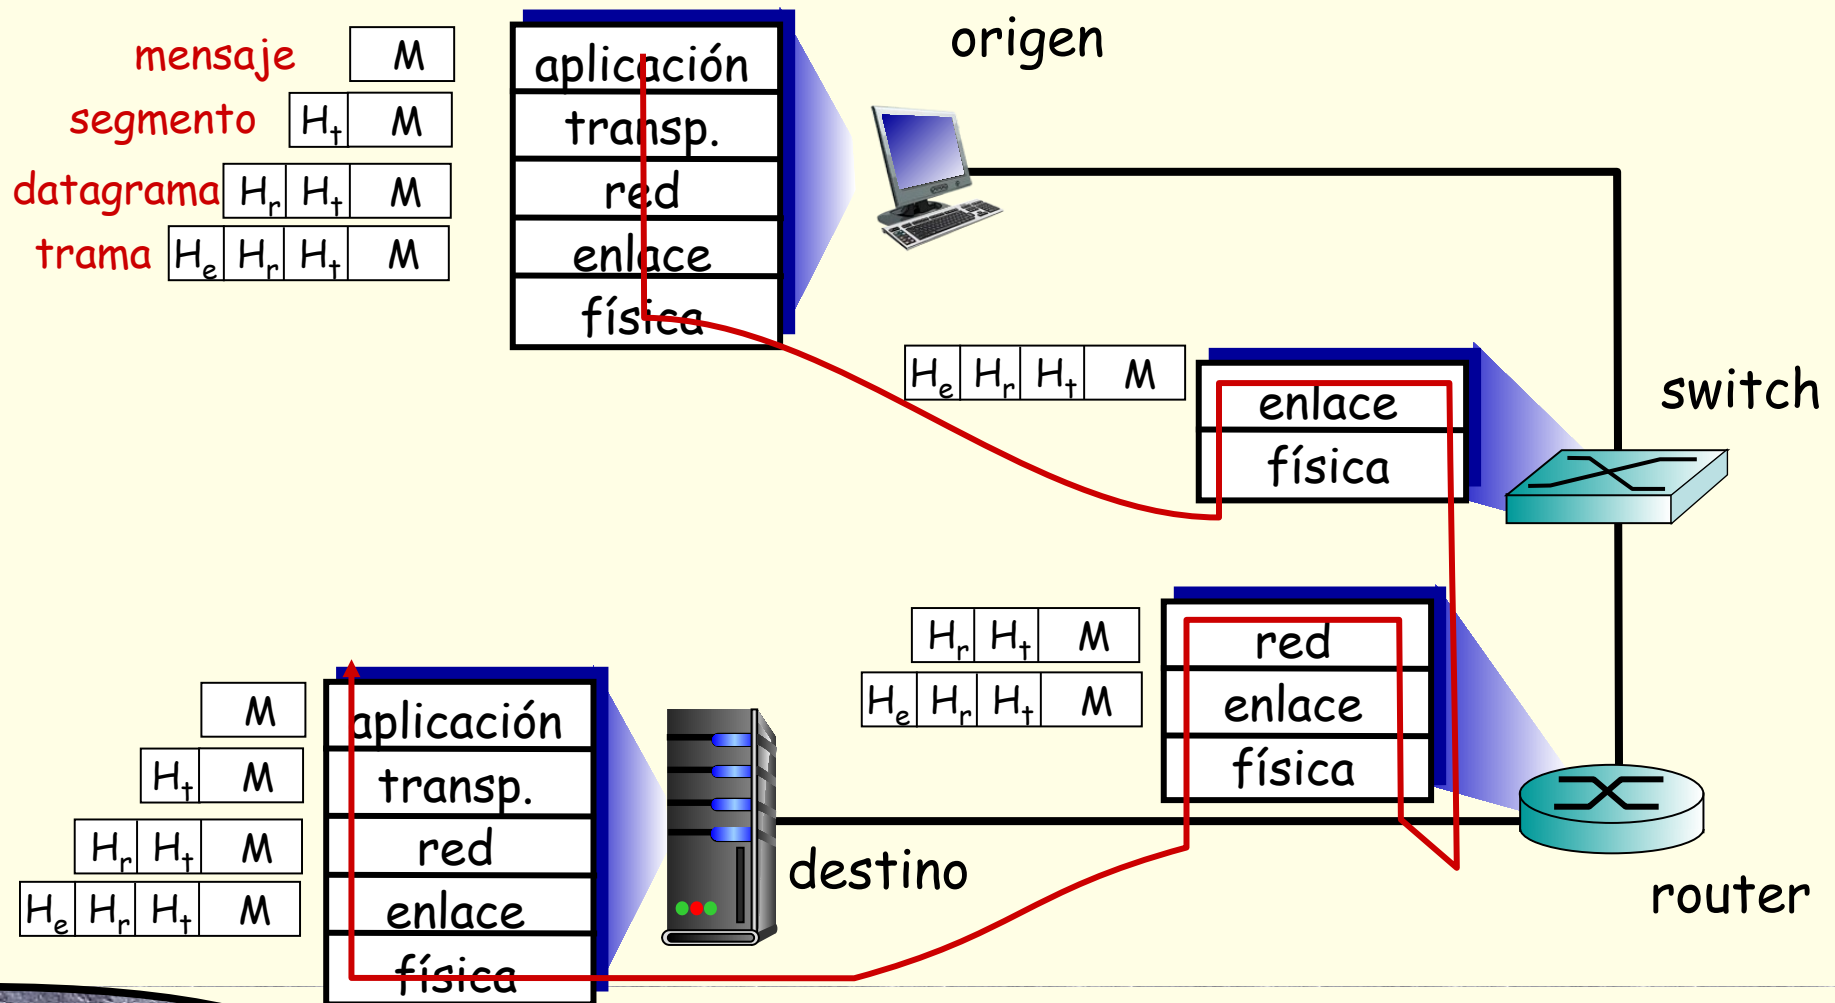 mensaje M
segmento Ht M
datagrama Hr Ht M
trama He Hr Ht M
aplicación
transp.
red
enlace
física
origen
He Hr Ht M
enlace
física
switch
Hr Ht M
He Hr Ht M
red
enlace
física
router
M
Ht M
Hr Ht M
He Hr Ht M
aplicación
transp.
red
enlace
física
destino